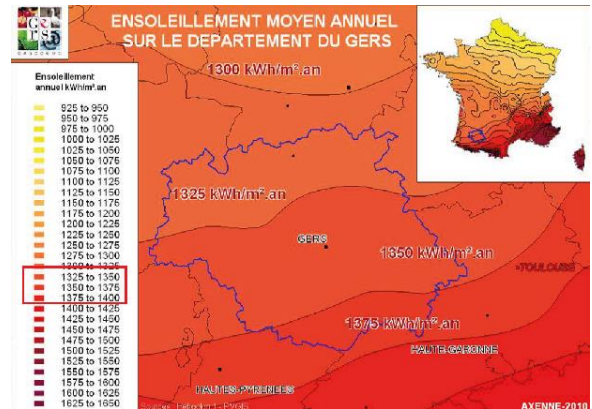 GERS
GASCOGNE
ENSOLEILLEMENT MOYEN ANNUEL
SUR LE DEPARTEMENT DU GERS
1300 kWh/m².an
Ensoleillement
annuel kWh/m².an
925 to 950
950 to 975
975 to 1000
1000 to 1025
1025 to 1050
1050 to 1075
1075 to 1100
1100 to 1125
1125 to 1150
1150 to 1175
1175 to 1200
1200 to 1225
1225 to 1250
1250 to 1275
1275 to 1300
1300 to 1325
1325 to 1350
1350 to 1375
1375 to 1400
1400 to 1425
1425 to 1450
1450 to 1475
1475 to 1500
1500 to 1525
1525 to 1550
1550 to 1575
1575 to 1600
1600 to 1625
1625 to 1650
1325 kWh/m².an
GERS
1350 kWh/m².an
TOULOUSE
1375 kWh/m².an
HAUTE-GARONNE
HAUTES-PYRENEES
PVGIS
AXENNE-2010